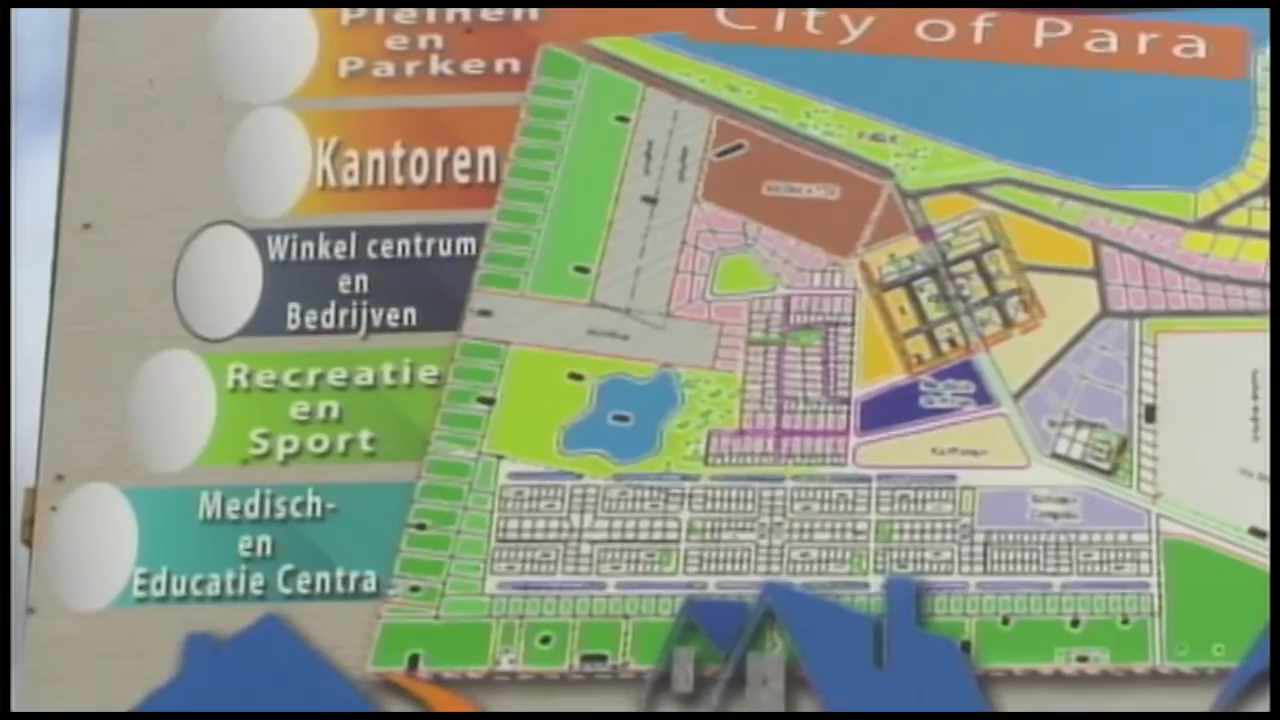 Pleinen
en
Parken
City of Para
Kantoren
Winkel centrum
en
Bedrijven
Recreatie
en
Sport
Medisch-
en
Educatie Centra